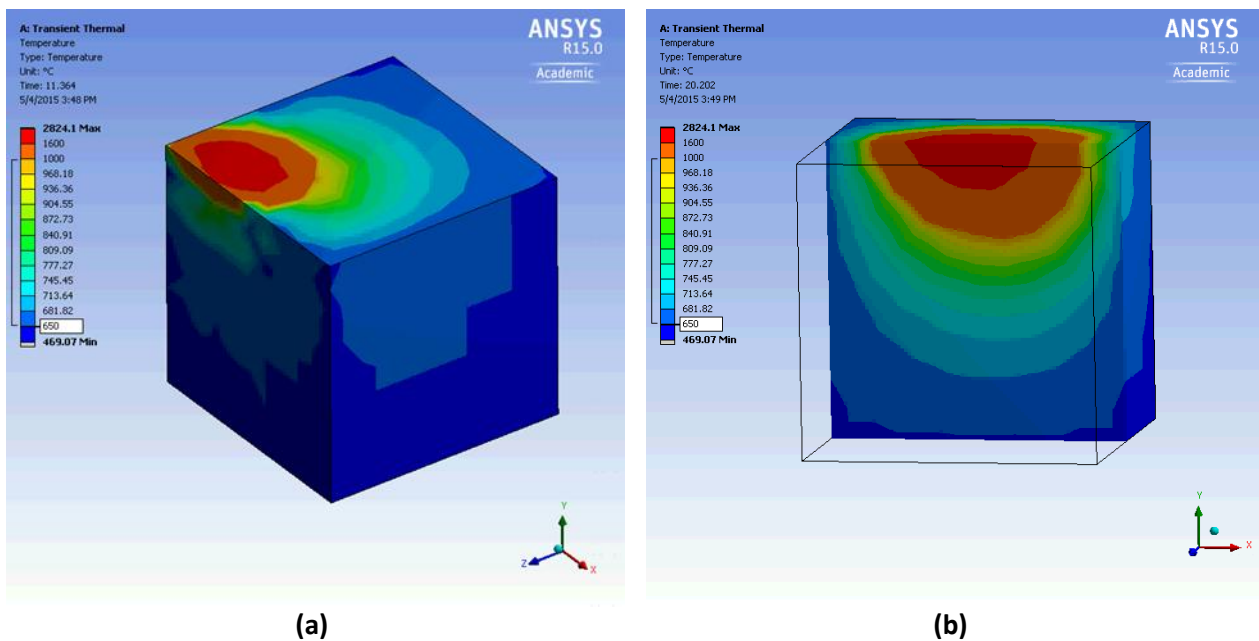 A: Transient Thermal
Temperature
Type: Temperature
Unit: °C
Time: 11.364
5/4/2015 3:48 PM
2824.1 Max
1600
1000
968.18
936.36
904.55
872.73
840.91
809.09
777.27
745.45
713.64
681.82
650
469.07 Min
ANSYS
R15.0
Academic
Y
Z
X
(a)
A: Transient Thermal
Temperature
Type: Temperature
Unit: °C
Time: 20.202
5/4/2015 3:49 PM
2824.1 Max
1600
1000
968.18
936.36
904.55
872.73
840.91
809.09
777.27
745.45
713.64
681.82
650
469.07 Min
ANSYS
R15.0
Academic
Y
X
(b)